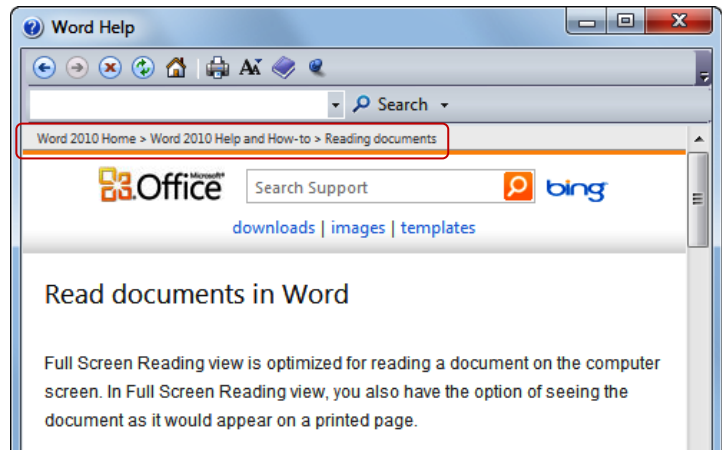 Word Help
Search
Word 2010 Home > Word 2010 Help and How-to > Reading documents
Microsoft® Office Search Support bing
downloads | images | templates
Read documents in Word
Full Screen Reading view is optimized for reading a document on the computer
screen. In Full Screen Reading view, you also have the option of seeing the
document as it would appear on a printed page.